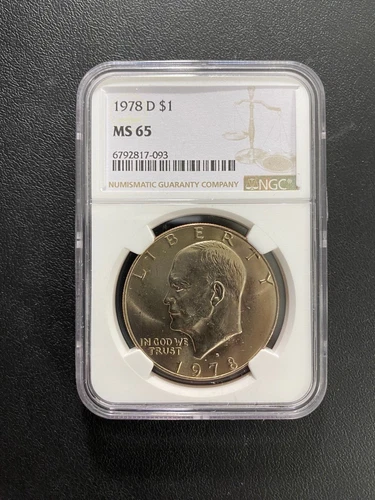 1978 D $1
MS 65
6792817-093
NUMISMATIC GUARANTY COMPANY
NGC
LIBERTY
IN GOD WE
TRUST
D
1978